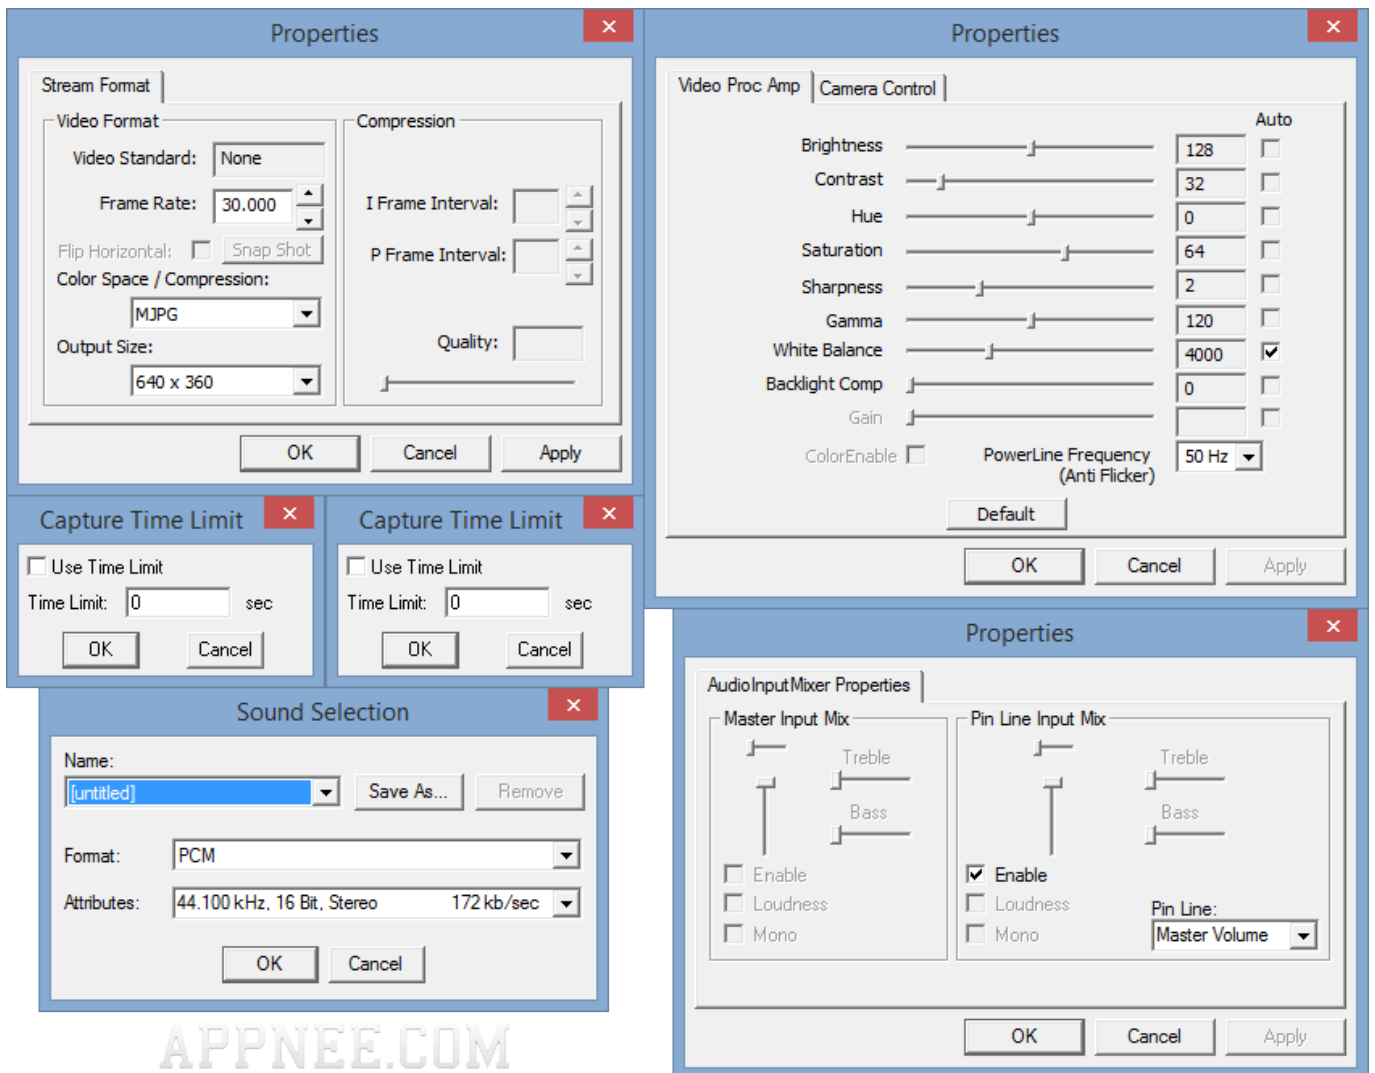 Properties
Stream Format
Video Format
Video Standard: None
Frame Rate: 30.000
Flip Horizontal: Snap Shot
Color Space / Compression:
MJPG
Output Size:
640 x 360
Compression
I Frame Interval:
P Frame Interval:
Quality:
OK Cancel Apply
Properties
Video Proc Amp Camera Control
Auto
Brightness 128
Contrast 32
Hue 0
Saturation 64
Sharpness 2
Gamma 120
White Balance 4000
Backlight Comp 0
Gain
ColorEnable PowerLine Frequency 50 Hz
(Anti Flicker)
Default
OK Cancel Apply
Capture Time Limit
Use Time Limit
Time Limit: 0 sec
OK Cancel
Capture Time Limit
Use Time Limit
Time Limit: 0 sec
OK Cancel
Sound Selection
Name:
[untitled] Save As... Remove
Format: PCM
Attributes: 44.100 kHz, 16 Bit, Stereo 172 kb/sec
OK Cancel
Properties
AudioInputMixer Properties
Master Input Mix
Treble
Bass
Enable
Loudness
Mono
Pin Line Input Mix
Treble
Bass
Enable
Loudness
Mono
Pin Line:
Master Volume
OK Cancel Apply
APPNEE.COM